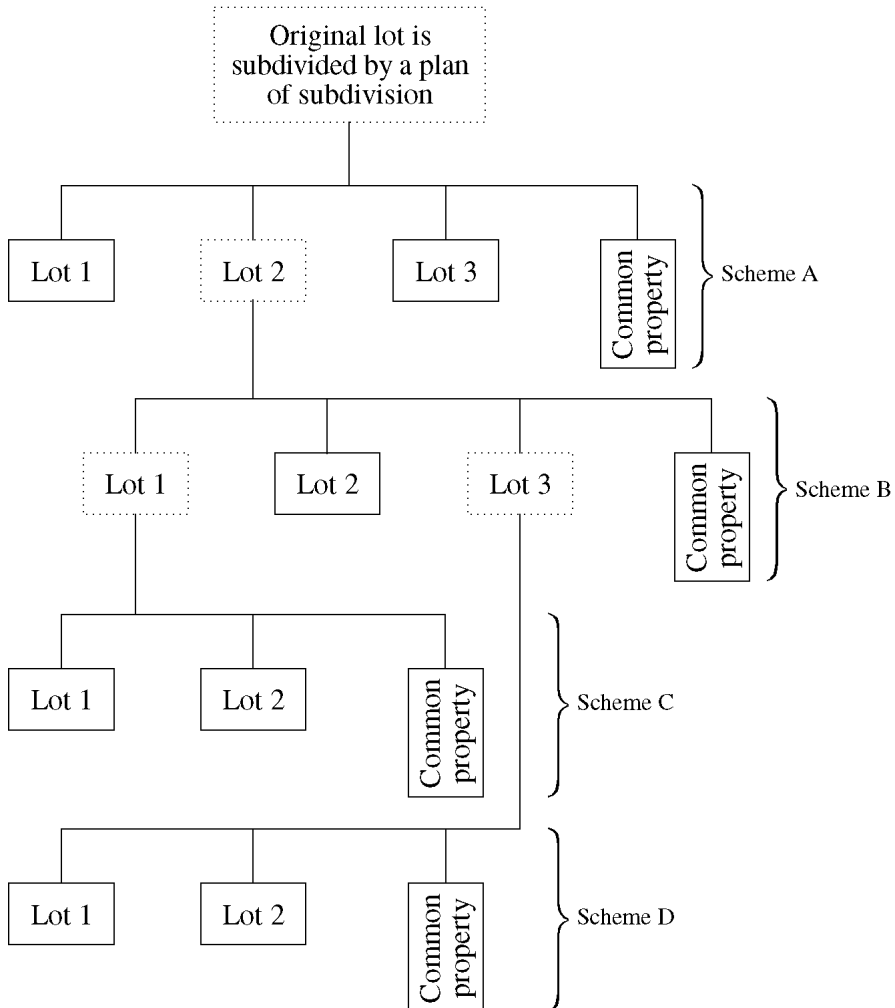 Original lot is
subdivided by a plan
of subdivision
Lot 1
Lot 2
Lot 3
Common
property
Scheme A
Lot 1
Lot 2
Lot 3
Common
property
Scheme B
Lot 1
Lot 2
Common
property
Scheme C
Lot 1
Lot 2
Common
property
Scheme D